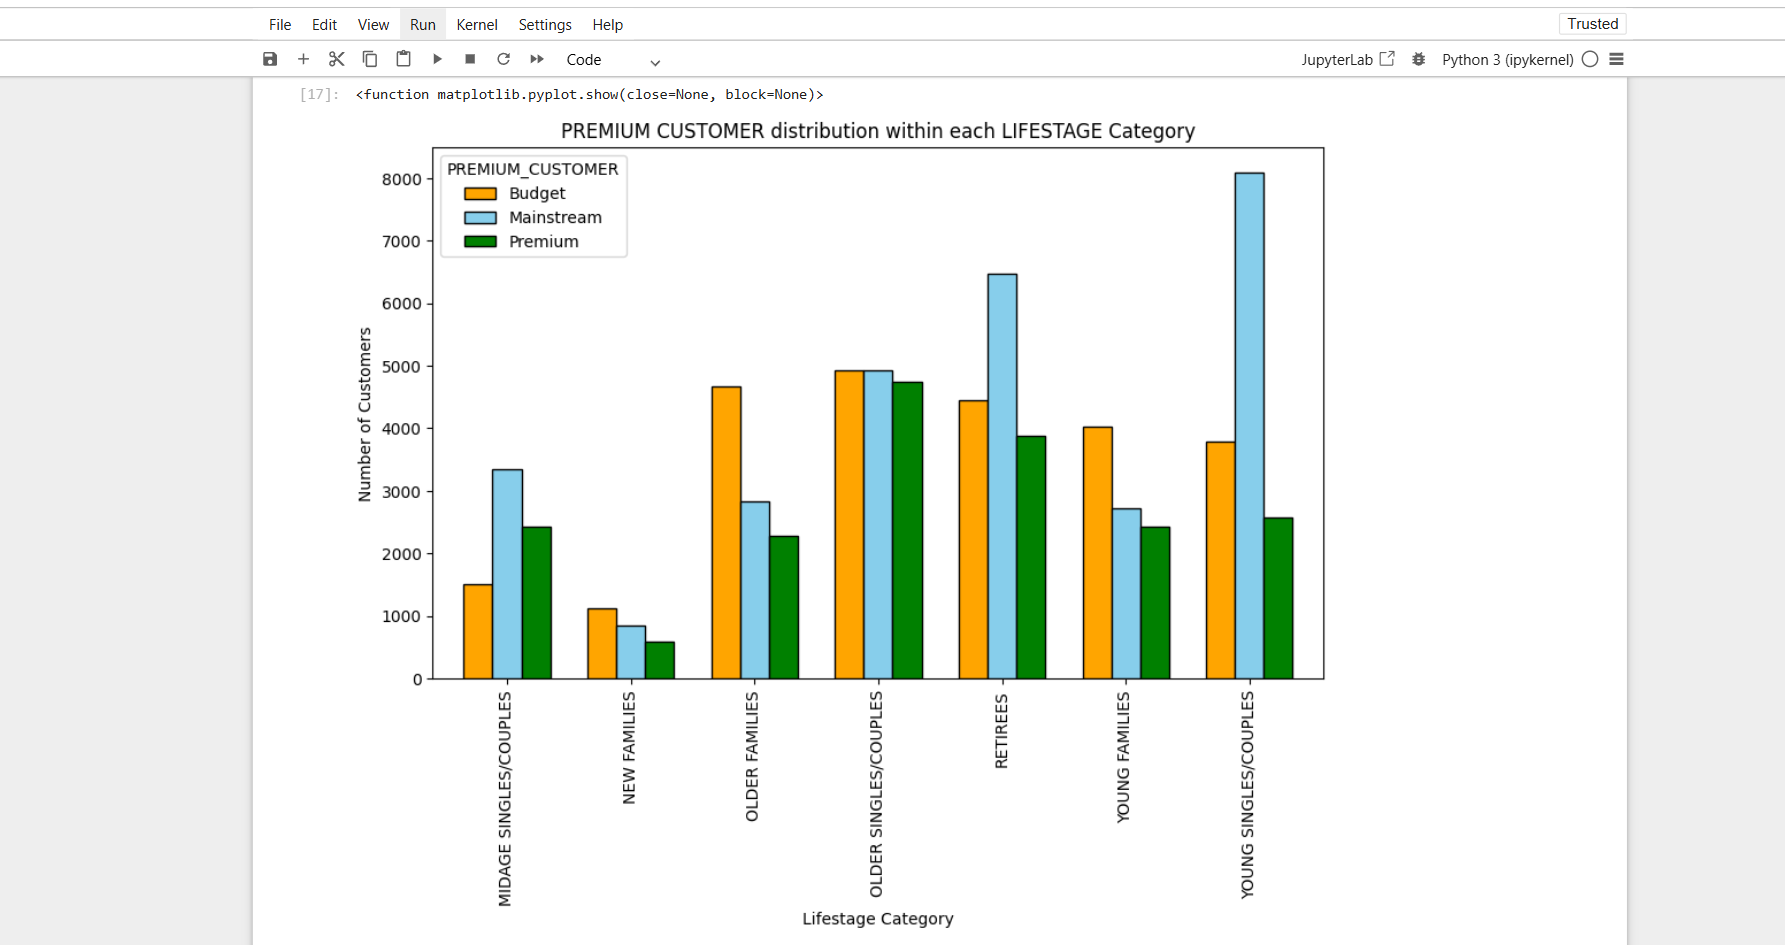 File Edit View Run Kernel Settings Help
Trusted
Code
JupyterLab
Python 3 (ipykernel)
[17]: <function matplotlib.pyplot.show(close=None, block=None)>
PREMIUM CUSTOMER distribution within each LIFESTAGE Category
PREMIUM_CUSTOMER
Budget
Mainstream
Premium
8000
7000
6000
5000
4000
3000
2000
1000
0
Number of Customers
MIDAGE SINGLES/COUPLES
NEW FAMILIES
OLDER FAMILIES
OLDER SINGLES/COUPLES
RETIREES
YOUNG FAMILIES
YOUNG SINGLES/COUPLES
Lifestage Category